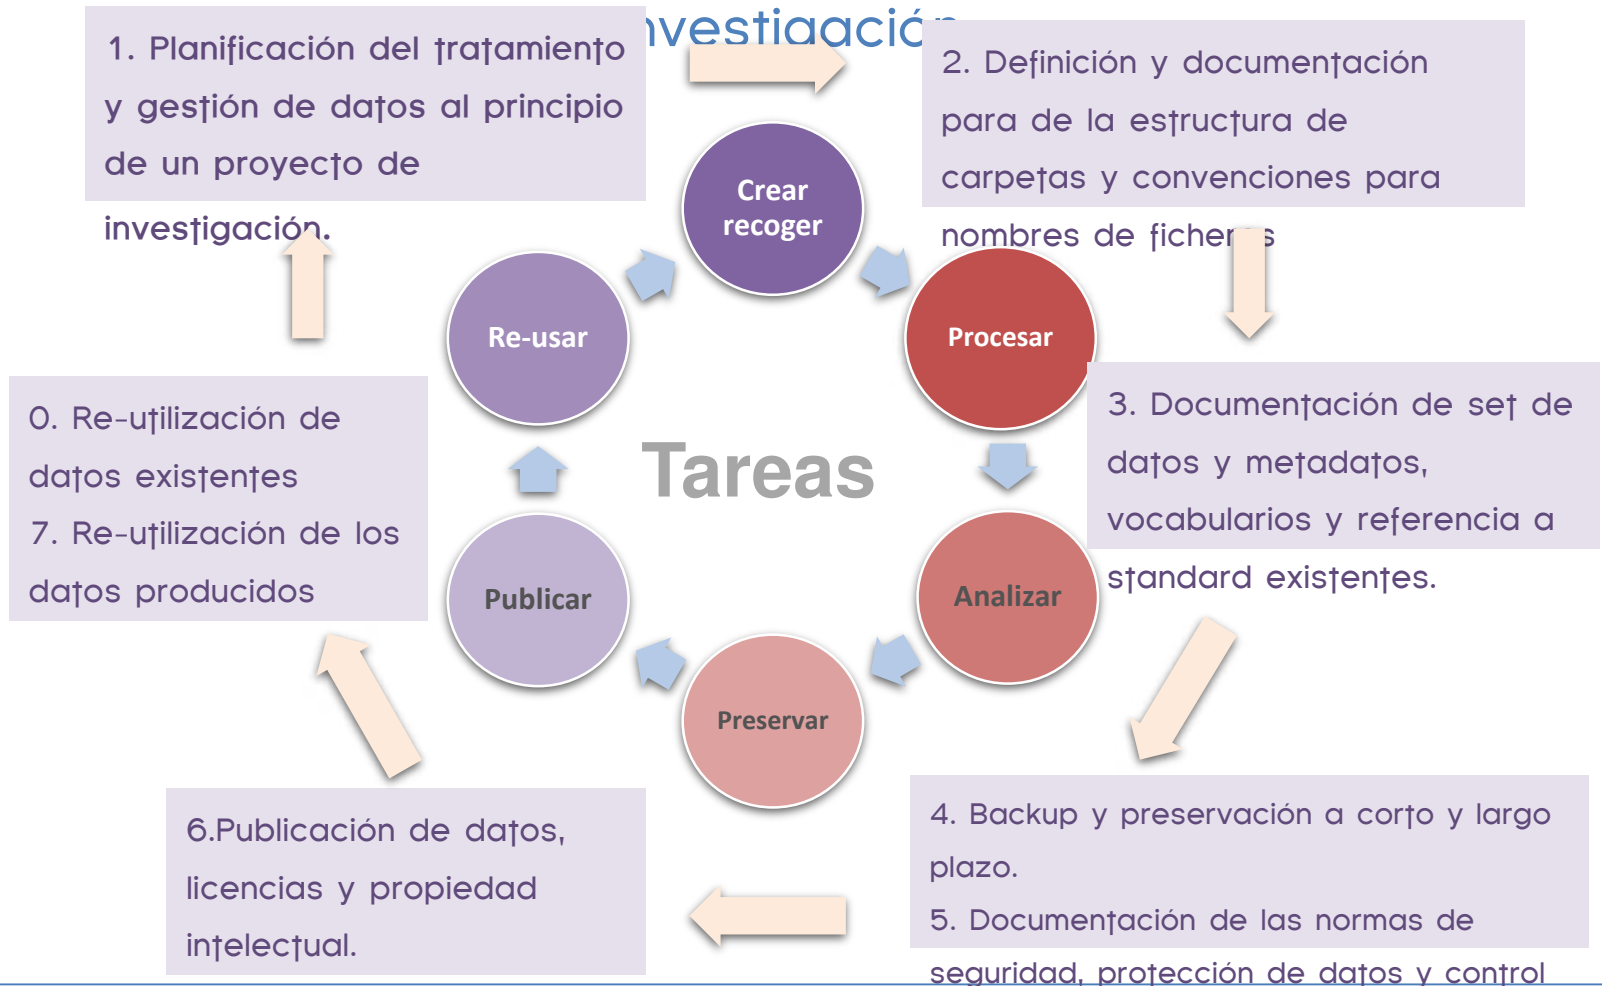 1. Planificación del tratamiento
y gestión de datos al principio
de un proyecto de
investigación.
2. Definición y documentación
para de la estructura de
carpetas y convenciones para
nombres de
Crear
recoger
Re-usar
Procesar
Tareas
0. Re-utilización de
datos existentes
7. Re-utilización de los
datos producidos
3. Documentación de set de
datos y metadatos,
vocabularios y referencia a
standard existentes.
Publicar
Analizar
Preservar
6.Publicación de datos,
licencias y propiedad
intelectual.
4. Backup y preservación a corto y largo
plazo.
5. Documentación de las normas de
seguridad, protección de datos y control